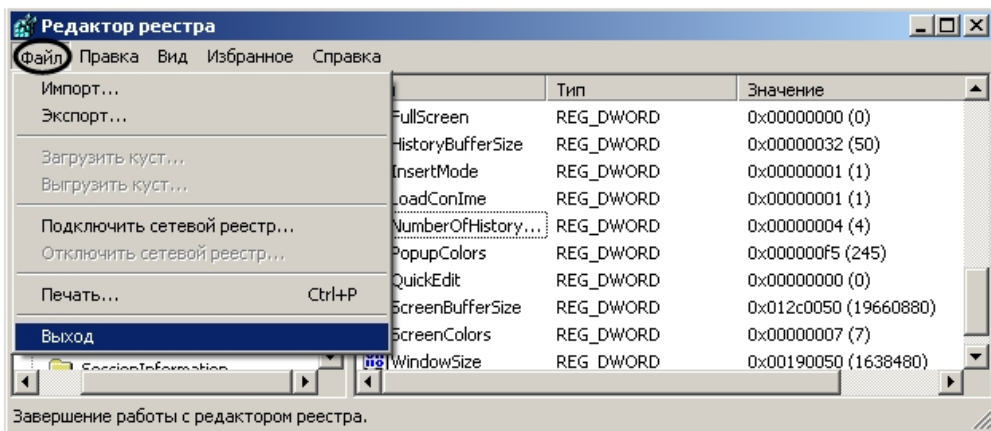 Редактор реестра
Файл Правка Вид Избранное Справка
Импорт...
Экспорт...
Загрузить куст...
Выгрузить куст...
Подключить сетевой реестр...
Отключить сетевой реестр...
Печать... Ctrl+P
Выход
SessionInformation
Тип Значение
FullScreen REG_DWORD 0x00000000 (0)
HistoryBufferSize REG_DWORD 0x00000032 (50)
InsertMode REG_DWORD 0x00000001 (1)
LoadConIme REG_DWORD 0x00000001 (1)
NumberOfHistory... REG_DWORD 0x00000004 (4)
PopupColors REG_DWORD 0x000000f5 (245)
QuickEdit REG_DWORD 0x00000000 (0)
ScreenBufferSize REG_DWORD 0x012c0050 (19660880)
ScreenColors REG_DWORD 0x00000007 (7)
WindowSize REG_DWORD 0x00190050 (1638480)
Завершение работы с редактором реестра.